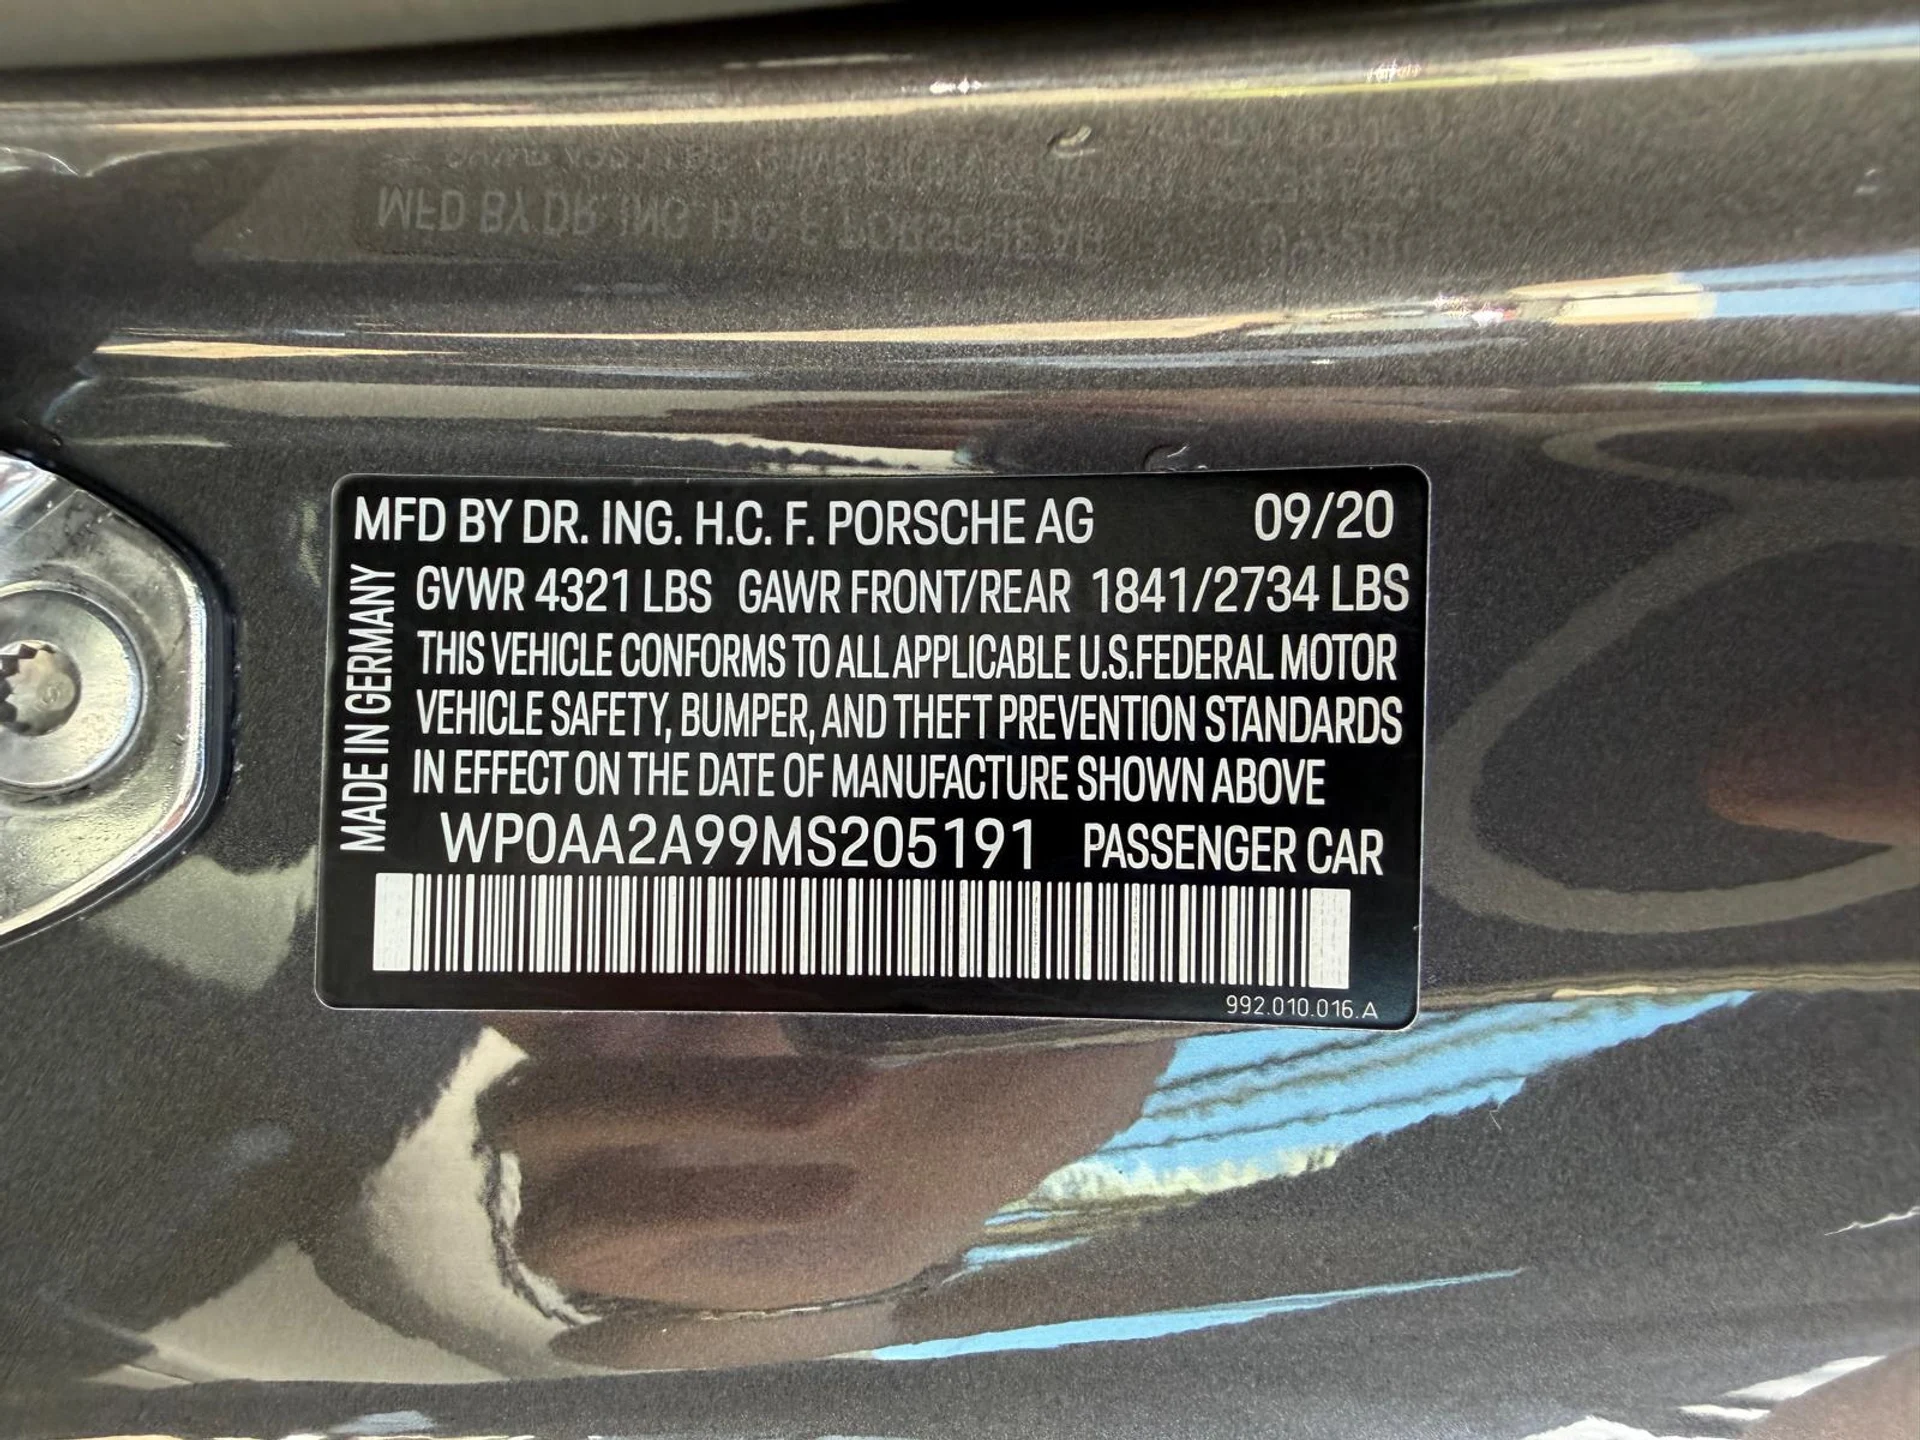 MFD BY DR. ING. H.C. F. PORSCHE AG 09/20
GVWR 4321 LBS GAWR FRONT/REAR 1841/2734 LBS
THIS VEHICLE CONFORMS TO ALL APPLICABLE U.S.FEDERAL MOTOR
VEHICLE SAFETY, BUMPER, AND THEFT PREVENTION STANDARDS
IN EFFECT ON THE DATE OF MANUFACTURE SHOWN ABOVE
WP0AA2A99MS205191 PASSENGER CAR
992.010.016.A
MADE IN GERMANY